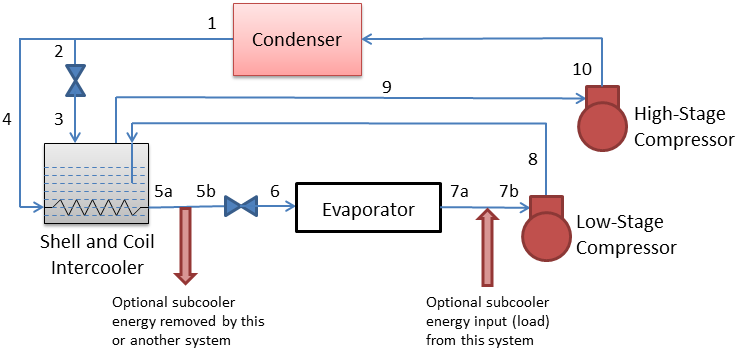 1
Condenser
2
10
9
3
4
High-Stage
Compressor
8
5a
5b
6
7a
7b
Evaporator
Low-Stage
Compressor
Shell and Coil
Intercooler
Optional subcooler
energy removed by this
or another system
Optional subcooler
energy input (load)
from this system